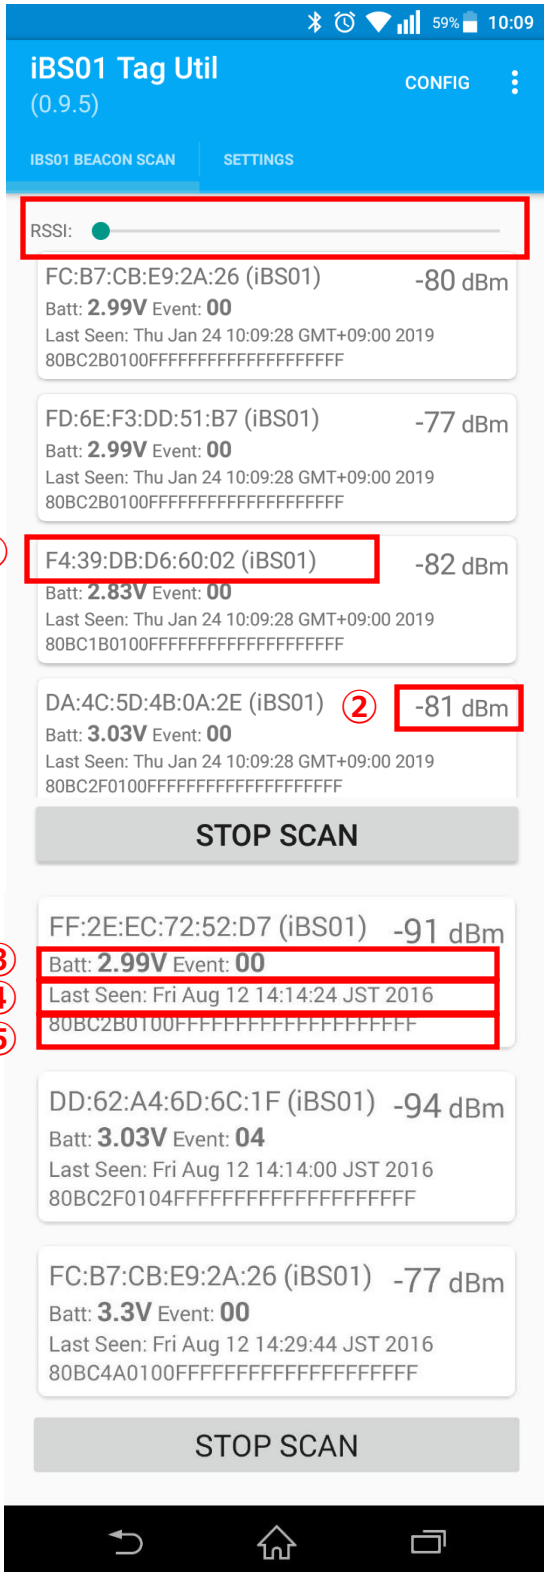 59% 10:09
iBS01 Tag Util
(0.9.5)
CONFIG
IBS01 BEACON SCAN SETTINGS
RSSI:
FC:B7:CB:E9:2A:26 (iBS01) -80 dBm
Batt: 2.99V Event: 00
Last Seen: Thu Jan 24 10:09:28 GMT+09:00 2019
80BC2B0100FFFFFFFFFFFFFFFFFFFF
FD:6E:F3:DD:51:B7 (iBS01) -77 dBm
Batt: 2.99V Event: 00
Last Seen: Thu Jan 24 10:09:28 GMT+09:00 2019
80BC2B0100FFFFFFFFFFFFFFFFFFFF
F4:39:DB:D6:60:02 (iBS01) -82 dBm
Batt: 2.83V Event: 00
Last Seen: Thu Jan 24 10:09:28 GMT+09:00 2019
80BC1B0100FFFFFFFFFFFFFFFFFFFF
DA:4C:5D:4B:0A:2E (iBS01) ② -81 dBm
Batt: 3.03V Event: 00
Last Seen: Thu Jan 24 10:09:28 GMT+09:00 2019
80BC2F0100FFFFFFFFFFFFFFFFFFFF
STOP SCAN
FF:2E:EC:72:52:D7 (iBS01) -91 dBm
③ Batt: 2.99V Event: 00
④ Last Seen: Fri Aug 12 14:14:24 JST 2016
⑤ 80BC2B0100FFFFFFFFFFFFFFFFFFFF
DD:62:A4:6D:6C:1F (iBS01) -94 dBm
Batt: 3.03V Event: 04
Last Seen: Fri Aug 12 14:14:00 JST 2016
80BC2F0104FFFFFFFFFFFFFFFFFFFF
FC:B7:CB:E9:2A:26 (iBS01) -77 dBm
Batt: 3.3V Event: 00
Last Seen: Fri Aug 12 14:29:44 JST 2016
80BC4A0100FFFFFFFFFFFFFFFFFFFF
STOP SCAN